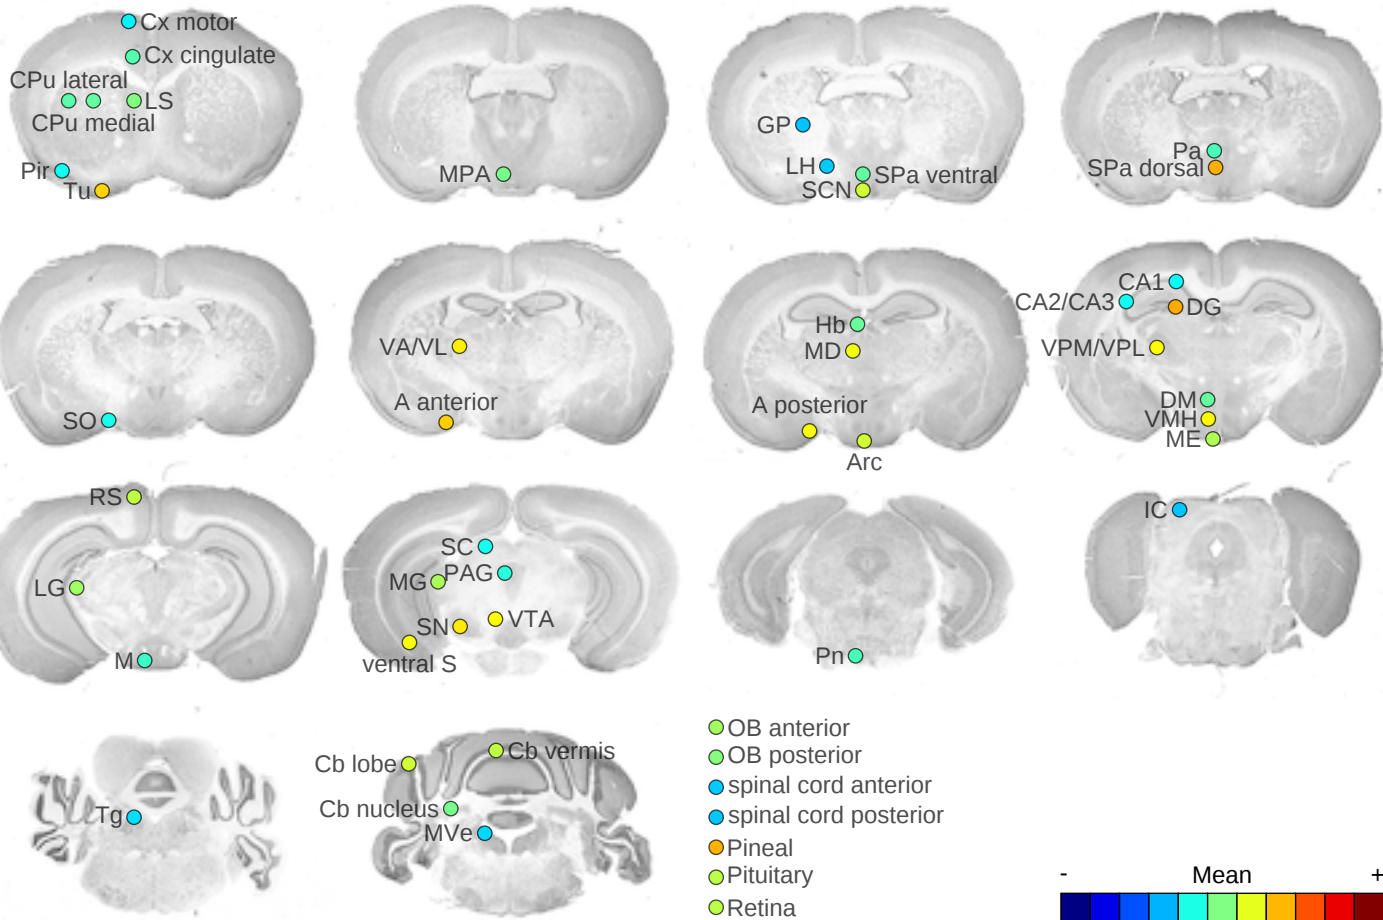 Cx motor
Cx cingulate
CPu lateral
LS
CPu medial
Pir
Tu
MPA
GP
LH
SPa ventral
SCN
Pa
SPa dorsal
SO
VA/VL
A anterior
Hb
MD
A posterior
Arc
CA1
CA2/CA3
DG
VPM/VPL
DM
VMH
ME
RS
LG
M
SC
PAG
MG
VTA
SN
ventral S
Pn
IC
Tg
Cb vermis
Cb lobe
Cb nucleus
MVe
OB anterior
OB posterior
spinal cord anterior
spinal cord posterior
Pineal
Pituitary
Retina
- Mean +